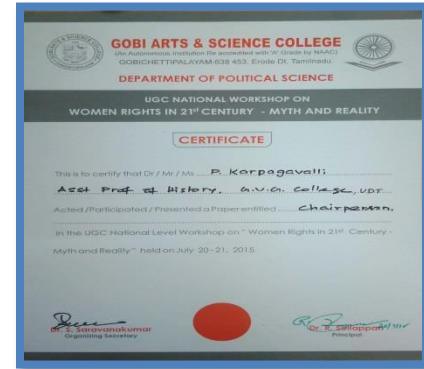 GOBI ARTS & SCIENCE COLLEGE
(An Autonomous Institution Re accredited with 'A' Grade by NAAC)
GOBICHETTIPALAYAM-638 453, Erode Dt, Tamilnadu.
DEPARTMENT OF POLITICAL SCIENCE
UGC NATIONAL WORKSHOP ON
WOMEN RIGHTS IN 21st CENTURY - MYTH AND REALITY
CERTIFICATE
This is to certify that Dr / Mr / Ms P. Karpagavalli
Asst Prof of History, G.V.G. College, UDT
Acted /Participated / Presented a Paper entitled Chairperson.
in the UGC National Level Workshop on " Women Rights in 21st Century -
Myth and Reality" held on July 20-21, 2015.
Dr. S. Saravanakumar
Organizing Secretary
Dr. R. Sellappan
Principal